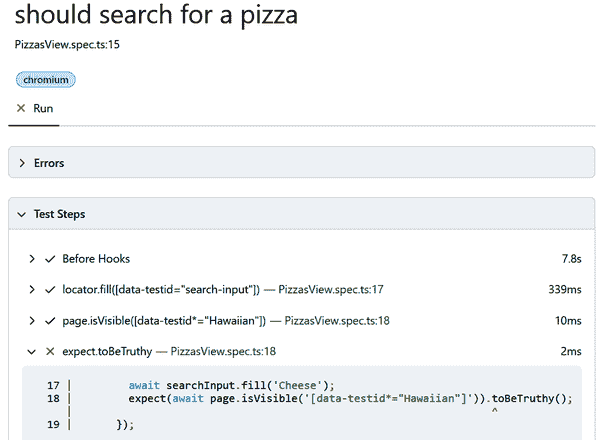 should search for a pizza
PizzasView.spec.ts:15
chromium
✕ Run
Errors
Test Steps
Before Hooks 7.8s
locator.fill([data-testid="search-input"]) — PizzasView.spec.ts:17 339ms
page.isVisible([data-testid*="Hawaiian"]) — PizzasView.spec.ts:18 10ms
expect.toBeTruthy — PizzasView.spec.ts:18 2ms
17 | await searchInput.fill('Cheese');
18 | expect(await page.isVisible('[data-testid*="Hawaiian"]')).toBeTruthy();
| ^
19 | });